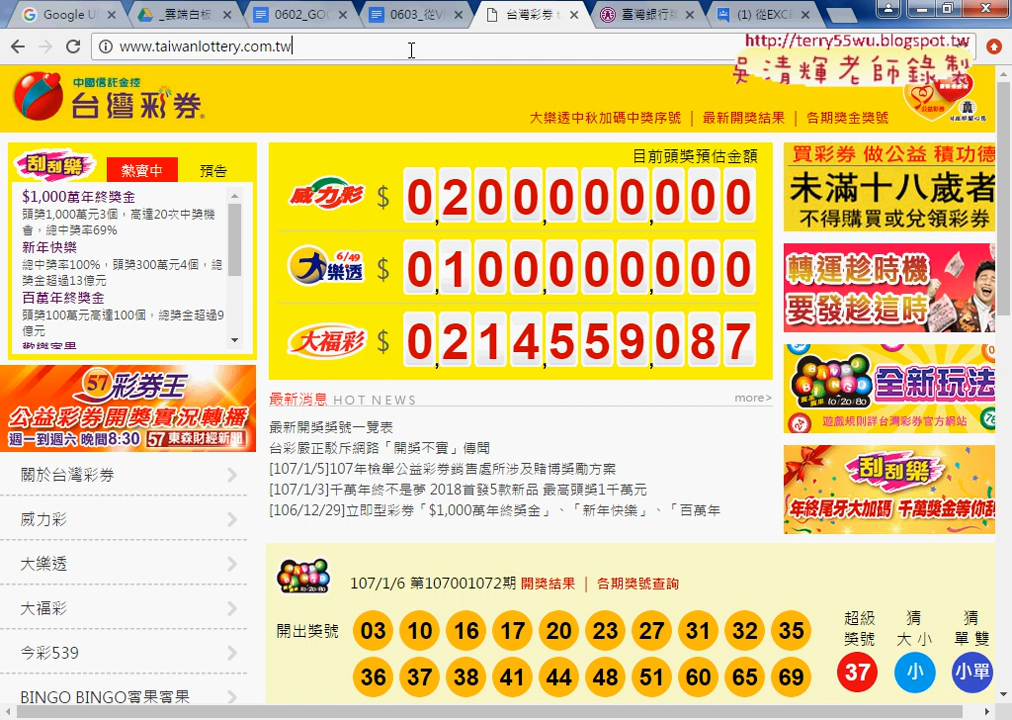 Google U
_雲端白板
0602_GOO
0603_從Vi
台灣彩券 t
臺灣銀行
(1) 從EXCE
www.taiwanlottery.com.tw
http://terry55wu.blogspot.tw
吳清輝老師錄製
中國信託金控
台灣彩券
大樂透中秋加碼中獎序號 | 最新開獎結果 | 各期獎金獎號
刮刮樂 熱賣中 預告
$1,000萬年終獎金
頭獎1,000萬元3個，高達20次中獎機
會，總中獎率69%
新年快樂
總中獎率100%，頭獎300萬元4個，總
獎金超過13億元
百萬年終獎金
頭獎100萬元高達100個，總獎金超過9
億元
歡樂賓果
57彩券王
公益彩券開獎實況轉播
週一到週六 晚間8:30 57 東森財經新聞
關於台灣彩券
威力彩
大樂透
大福彩
今彩539
BINGO BINGO賓果賓果
目前頭獎預估金額
威力彩 $ 0,200,000,000
6/49
大樂透 $ 0,100,000,000
大福彩 $ 0,214,559,087
最新消息 HOT NEWS more>
最新開獎獎號一覽表
台彩嚴正駁斥網路「開獎不實」傳聞
[107/1/5]107年檢舉公益彩券銷售處所涉及賭博獎勵方案
[107/1/3]千萬年終不是夢 2018首發5款新品 最高頭獎1千萬元
[106/12/29]立即型彩券「$1,000萬年終獎金」、「新年快樂」、「百萬年
BINGO BINGO
107/1/6 第107001072期 開獎結果 | 各期獎號查詢
開出獎號 03 10 16 17 20 23 27 31 32 35
36 37 38 41 44 48 51 60 65 69
超級
獎號
37
猜
大 小
小
猜
單 雙
小單
買彩券 做公益 積功德
未滿十八歲者
不得購買或兌領彩券
轉運趁時機
要發趁這時
BINGO BINGO
全新玩法
遊戲規則詳台灣彩券官方網站
刮刮樂
年終尾牙大加碼 千萬獎金等你刮